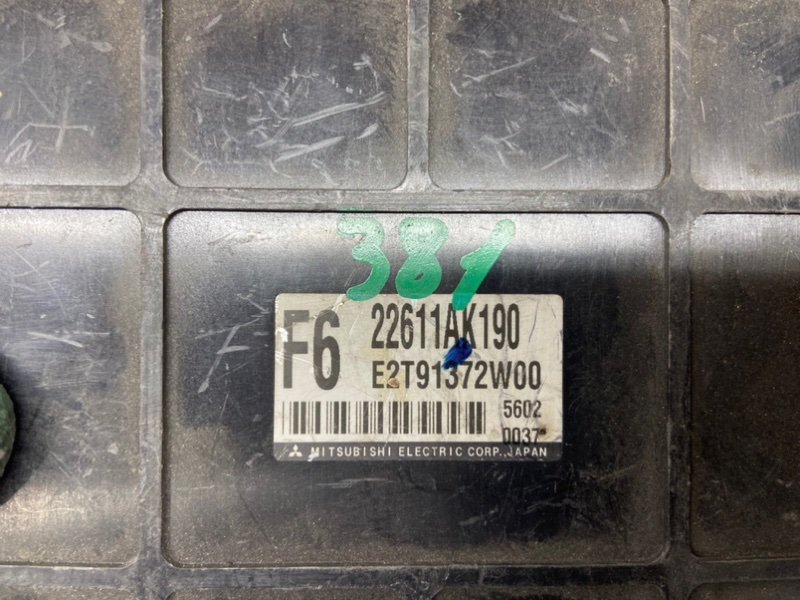 381
F6
22611AK190
E2T91372W00
5602
0037
MITSUBISHI ELECTRIC CORP., JAPAN